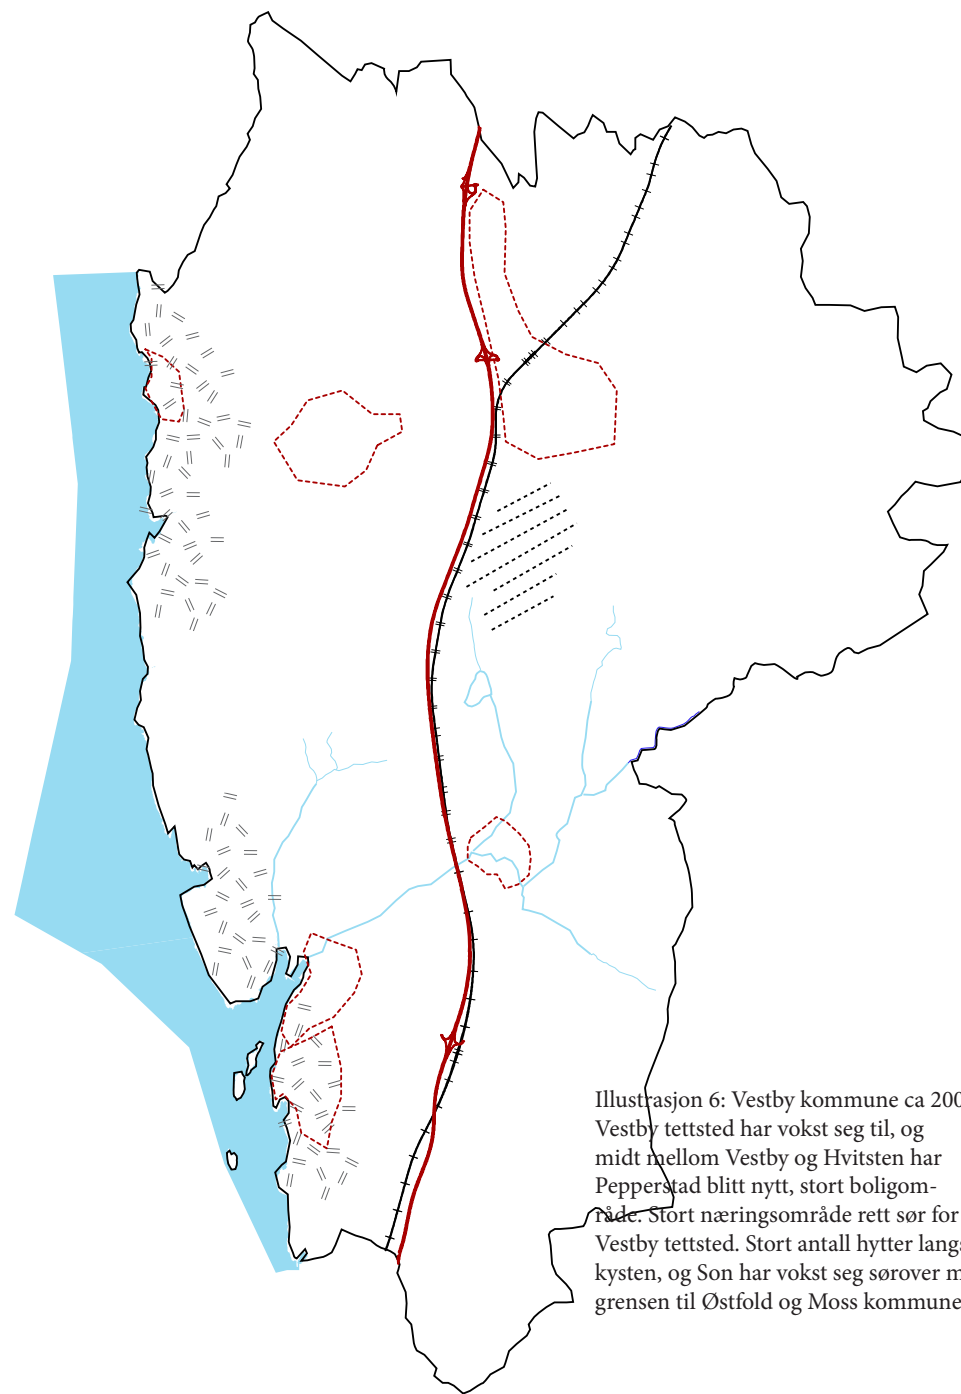 Illustrasjon 6: Vestby kommune ca 200
Vestby tettsted har vokst seg til, og
midt mellom Vestby og Hvitsten har
Pepperstad blitt nytt, stort boligom-
råde. Stort næringsområde rett sør for
Vestby tettsted. Stort antall hytter langs
kysten, og Son har vokst seg sørover m
grensen til Østfold og Moss kommune